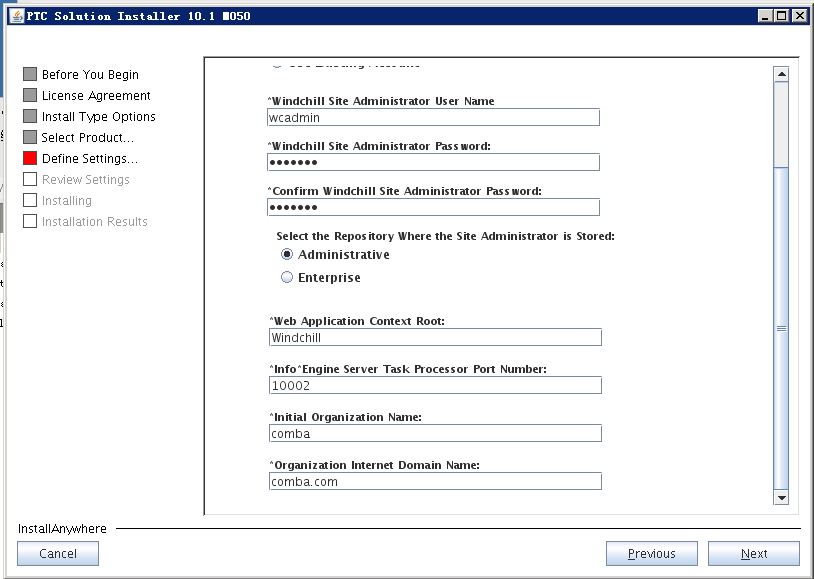 PTC Solution Installer 10.1 M050
Before You Begin
License Agreement
Install Type Options
Select Product...
Define Settings...
Review Settings
Installing
Installation Results
*Windchill Site Administrator User Name
wcadmin
*Windchill Site Administrator Password:
•••••••
*Confirm Windchill Site Administrator Password:
•••••••
Select the Repository Where the Site Administrator is Stored:
Administrative
Enterprise
*Web Application Context Root:
Windchill
*Info*Engine Server Task Processor Port Number:
10002
*Initial Organization Name:
comba
*Organization Internet Domain Name:
comba.com
InstallAnywhere
Cancel
Previous
Next